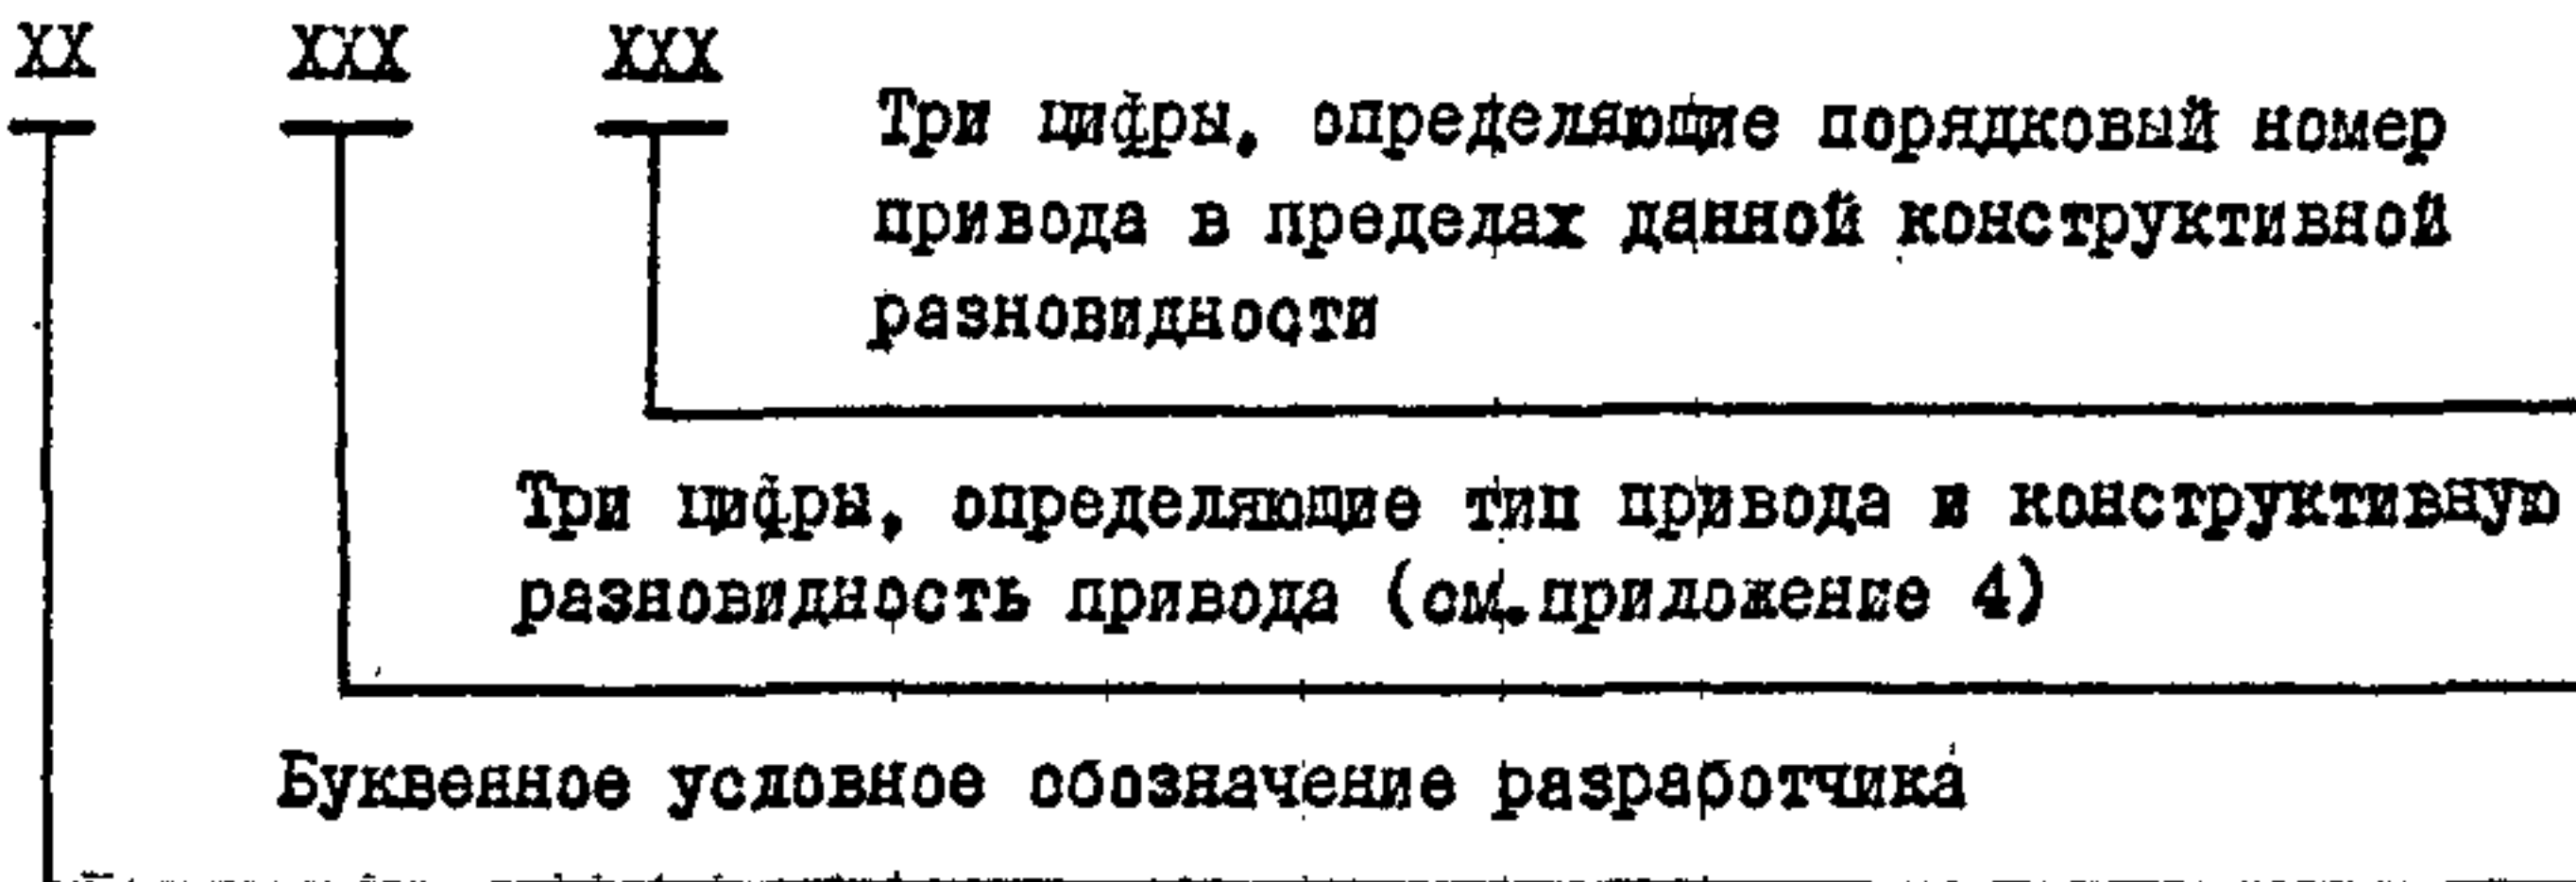 XX XXX XXX
Три цифры, определяющие порядковый номер
привода в пределах данной конструктивной
разновидности
Три цифры, определяющие тип привода и конструктивную
разновидность привода (см.приложение 4)
Буквенное условное обозначение разработчика